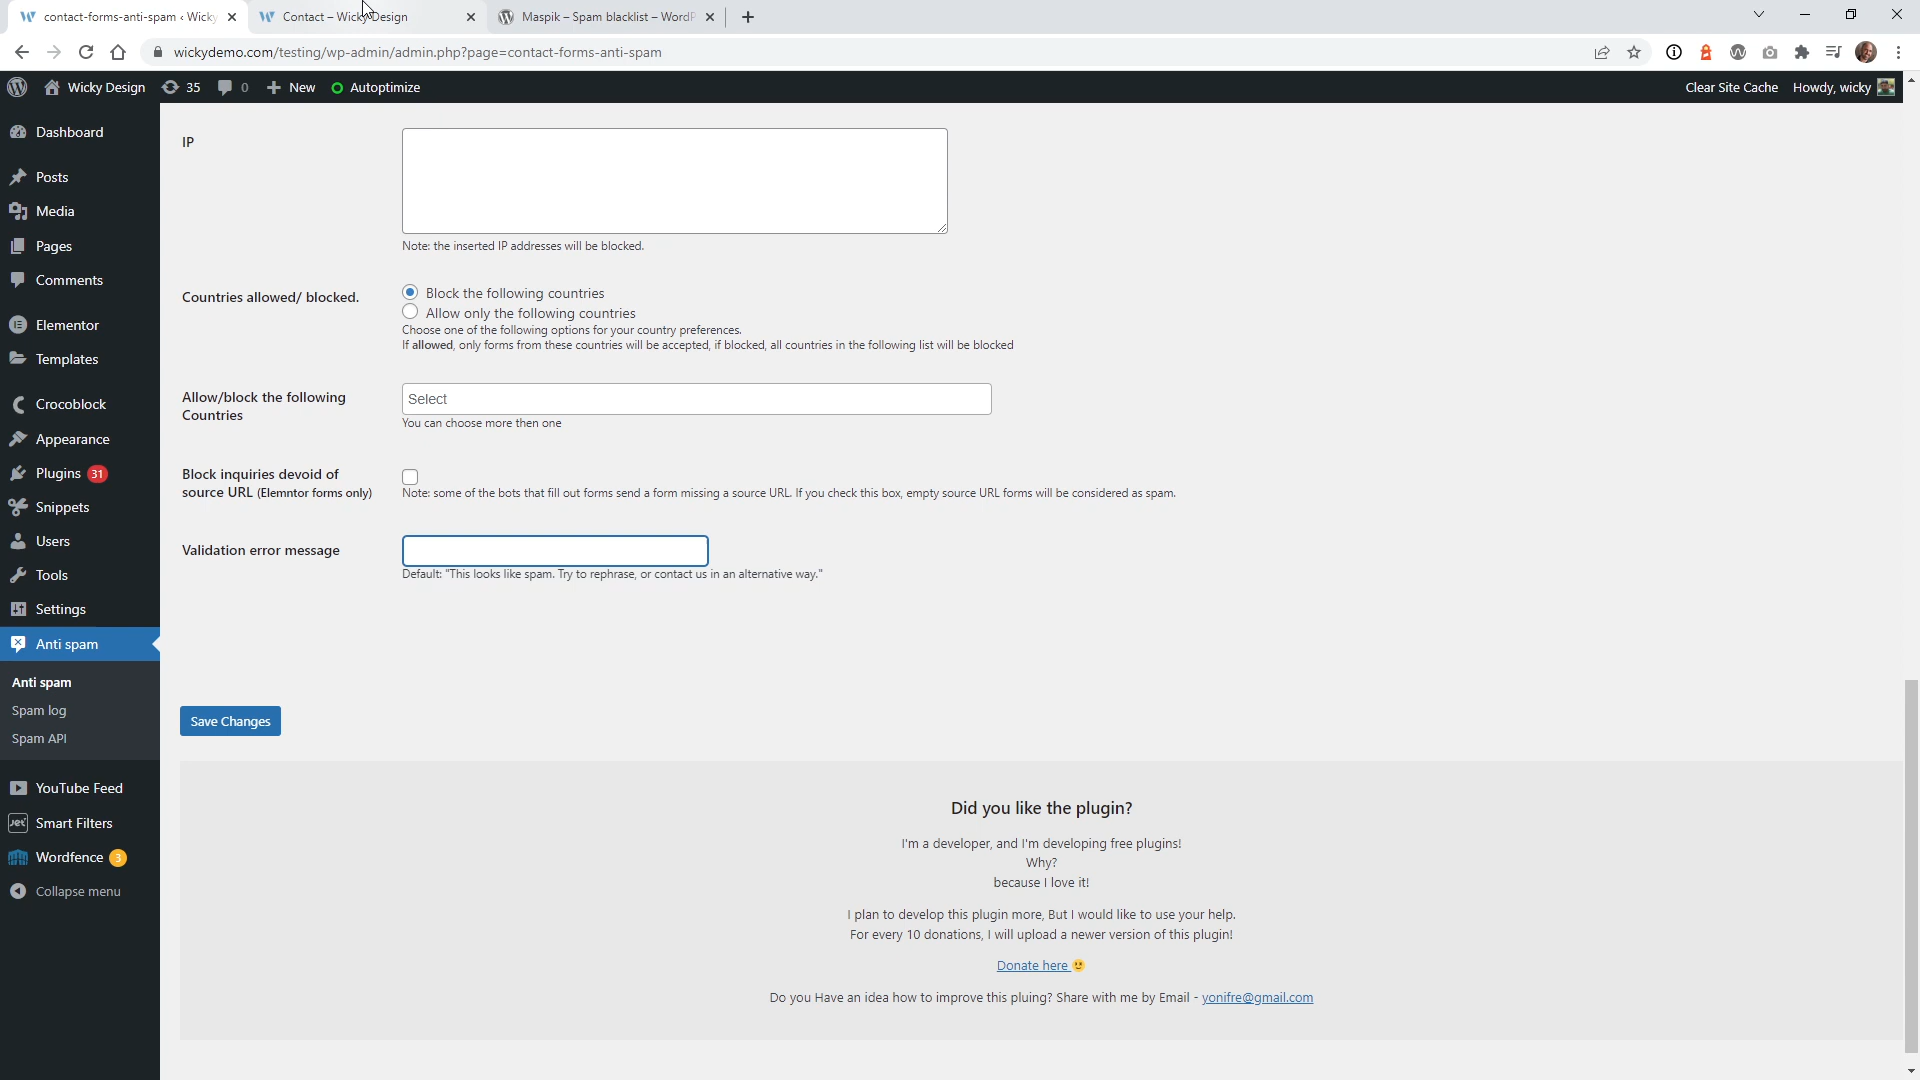 contact-forms-anti-spam ‹ Wicky
Contact – Wicky Design
Maspik – Spam blacklist – WordP
wickydemo.com/testing/wp-admin/admin.php?page=contact-forms-anti-spam
Wicky Design
35
0
New
Autoptimize
Clear Site Cache
Howdy, wicky
Dashboard
Posts
Media
Pages
Comments
Elementor
Templates
Crocoblock
Appearance
Plugins 31
Snippets
Users
Tools
Settings
Anti spam
Anti spam
Spam log
Spam API
YouTube Feed
Smart Filters
Wordfence 3
Collapse menu
IP
Note: the inserted IP addresses will be blocked.
Countries allowed/ blocked.
Block the following countries
Allow only the following countries
Choose one of the following options for your country preferences.
If allowed, only forms from these countries will be accepted, if blocked, all countries in the following list will be blocked
Allow/block the following
Countries
Select
You can choose more then one
Block inquiries devoid of
source URL (Elemntor forms only)
Note: some of the bots that fill out forms send a form missing a source URL. If you check this box, empty source URL forms will be considered as spam.
Validation error message
Default: "This looks like spam. Try to rephrase, or contact us in an alternative way."
Save Changes
Did you like the plugin?
I'm a developer, and I'm developing free plugins!
Why?
because I love it!
I plan to develop this plugin more, But I would like to use your help.
For every 10 donations, I will upload a newer version of this plugin!
Donate here 🙂
Do you Have an idea how to improve this pluing? Share with me by Email - yonifre@gmail.com